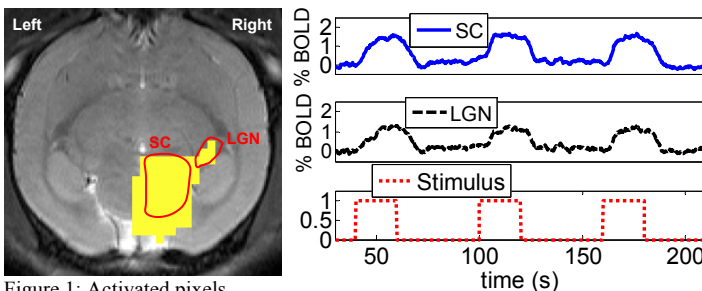 Left
Right
SC
LGN
Figure 1: Activated pixels
% BOLD
2
1
0
SC
% BOLD
2
1
0
LGN
1
0.5
0
Stimulus
50
100
150
200
time (s)